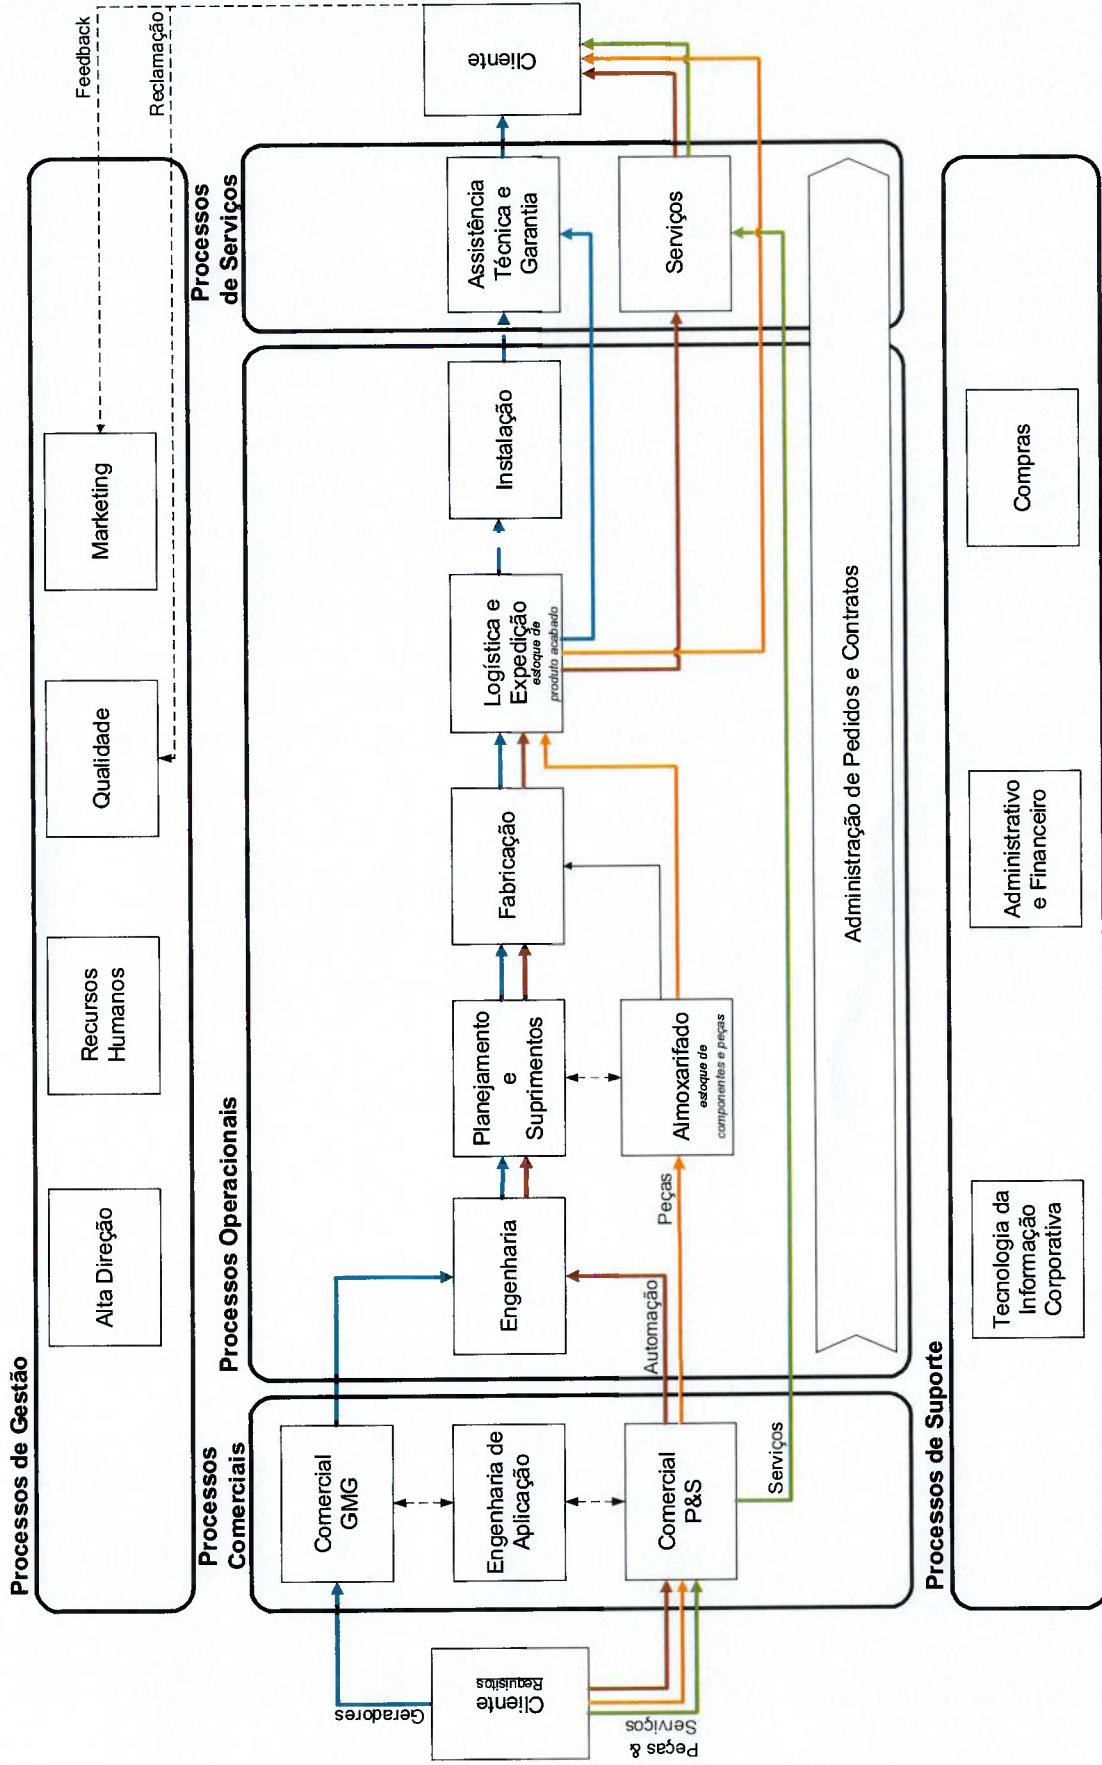 Processos de Gestão
Alta Direção
Recursos
Humanos
Qualidade
Marketing
Feedback
Reclamação
Processos
Comerciais
Comercial
GMG
Engenharia de
Aplicação
Comercial
P&S
Processos Operacionais
Engenharia
Planejamento
e
Suprimentos
Fabricação
Logística e
Expedição
estoque de
produto acabado
Instalação
Almoxarifado
estoque de
componentes e peças
Automação
Peças
Serviços
Administração de Pedidos e Contratos
Processos
de Serviços
Assistência
Técnica e
Garantia
Serviços
Cliente
Cliente
Requisitos
Geradores
Peças &
Serviços
Processos de Suporte
Tecnologia da
Informação
Corporativa
Administrativo
e Financeiro
Compras